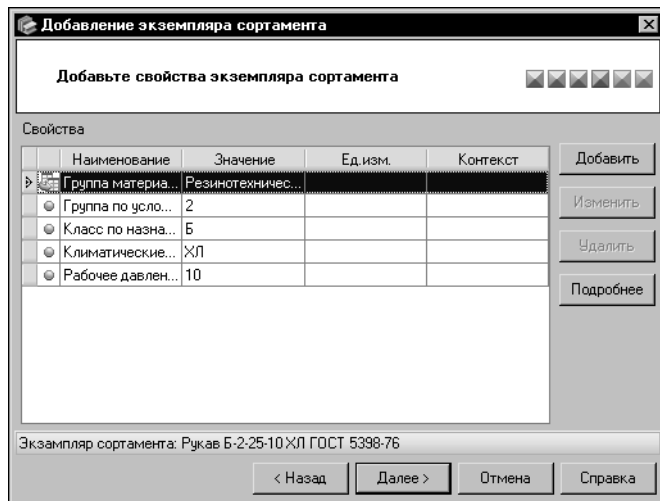 Добавление экземпляра сортамента
Добавьте свойства экземпляра сортамента
Свойства
Наименование Значение Ед.изм. Контекст
Группа материа... Резинотехничес...
Группа по усло... 2
Класс по назна... Б
Климатические... ХЛ
Рабочее давлен... 10
Добавить
Изменить
Удалить
Подробнее
Экзампляр сортамента: Рукав Б-2-25-10 ХЛ ГОСТ 5398-76
< Назад Далее > Отмена Справка